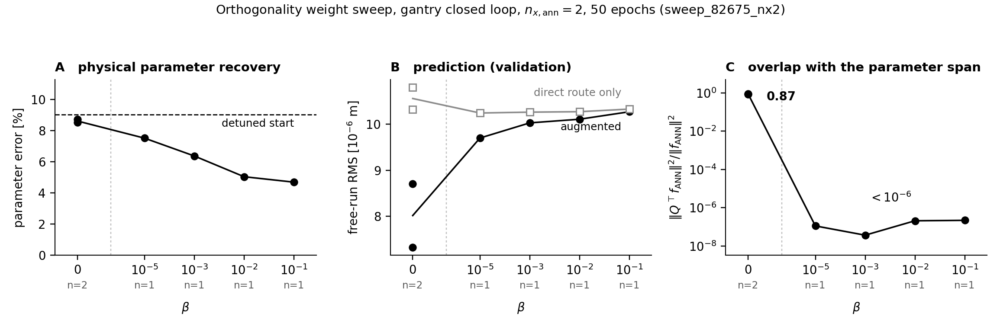 Orthogonality weight sweep, gantry closed loop, $n_{x,\mathrm{ann}} = 2$, 50 epochs (sweep_82675_nx2)
A physical parameter recovery
parameter error [%]
10
8
6
4
2
0
detuned start
0
10⁻⁵
10⁻³
10⁻²
10⁻¹
n=2
n=1
n=1
n=1
n=1
β
B prediction (validation)
free-run RMS [10⁻⁶ m]
10
9
8
direct route only
augmented
0
10⁻⁵
10⁻³
10⁻²
10⁻¹
n=2
n=1
n=1
n=1
n=1
β
C overlap with the parameter span
$\|Q^\top f_{\mathrm{ANN}}\|^2/\|f_{\mathrm{ANN}}\|^2$
10⁰
10⁻²
10⁻⁴
10⁻⁶
10⁻⁸
0.87
< 10⁻⁶
0
10⁻⁵
10⁻³
10⁻²
10⁻¹
n=2
n=1
n=1
n=1
n=1
β